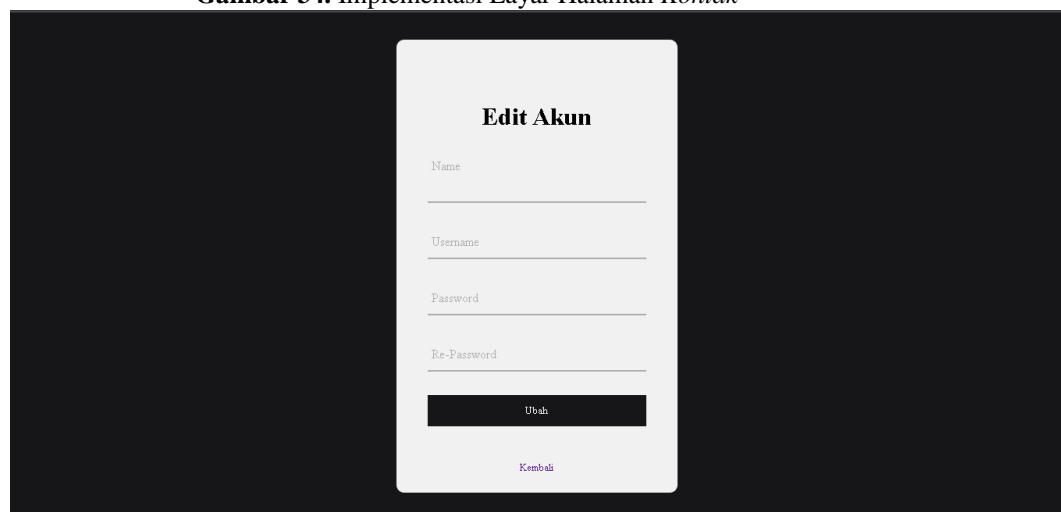 Gambar 34. Implementasi Layar Halaman Kontak
Edit Akun
Name
Username
Password
Re-Password
Ubah
Kembali